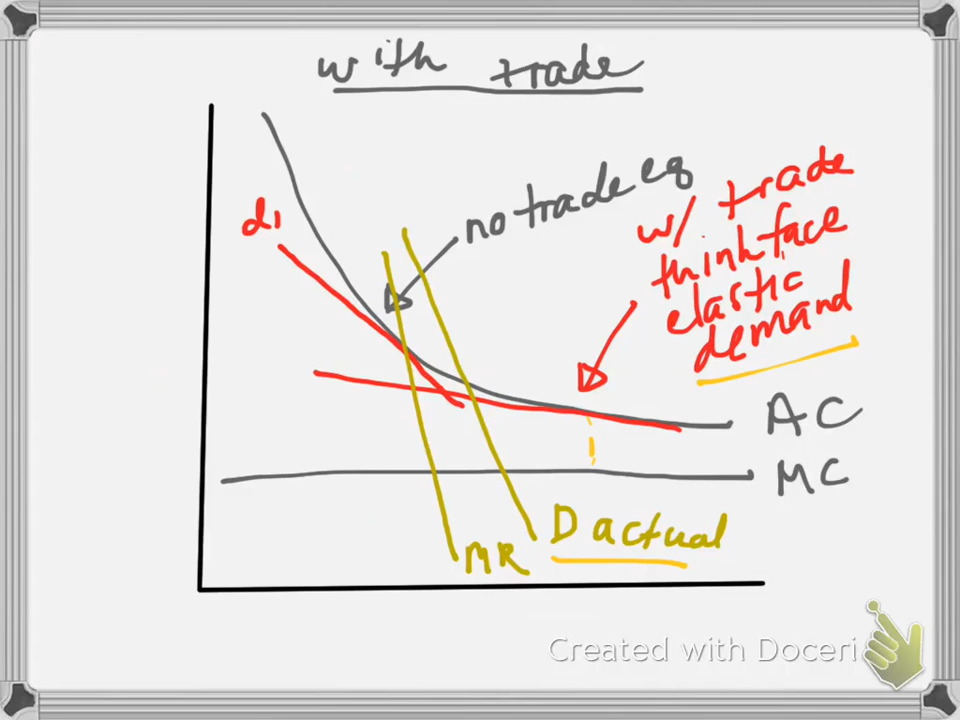 with trade
d1
no trade eq
w/ trade
think face
elastic
demand
AC
MC
D actual
MR
Created with Doceri